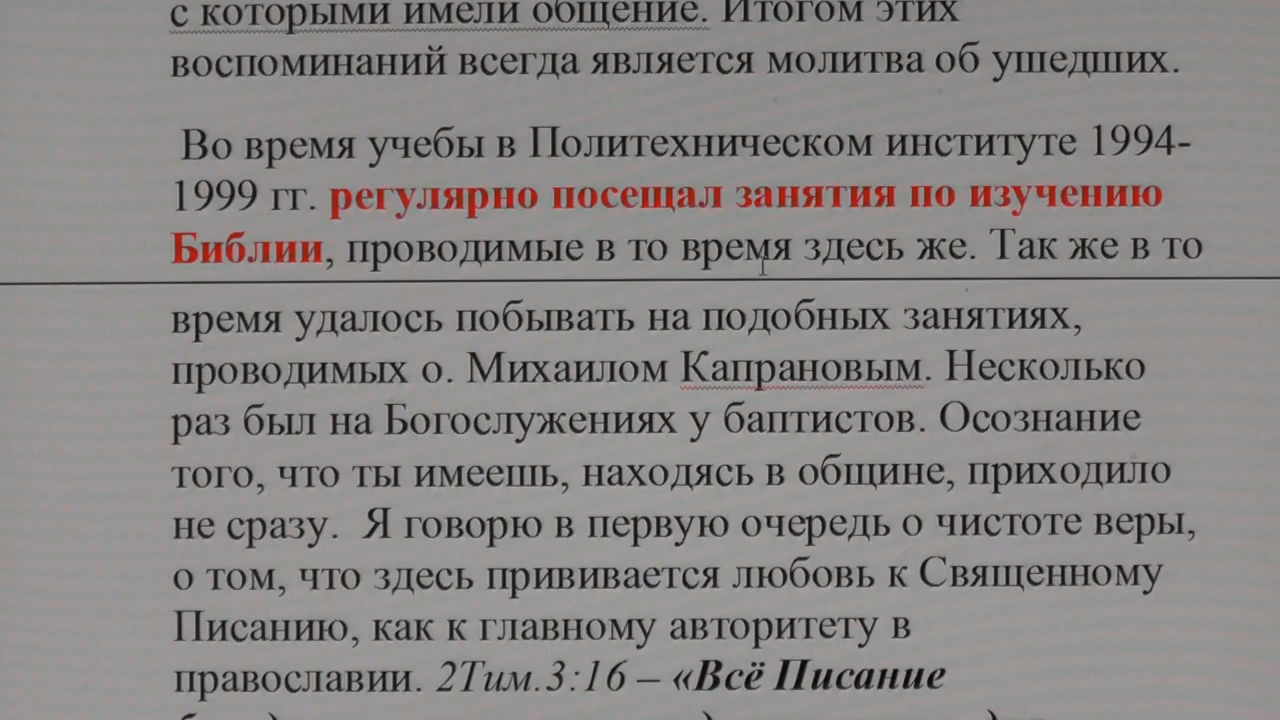 с которыми имели общение. Итогом этих
воспоминаний всегда является молитва об ушедших.
Во время учебы в Политехническом институте 1994-
1999 гг. регулярно посещал занятия по изучению
Библии, проводимые в то время здесь же. Так же в то
время удалось побывать на подобных занятиях,
проводимых о. Михаилом Капрановым. Несколько
раз был на Богослужениях у баптистов. Осознание
того, что ты имеешь, находясь в общине, приходило
не сразу. Я говорю в первую очередь о чистоте веры,
о том, что здесь прививается любовь к Священному
Писанию, как к главному авторитету в
православии. 2Тим.3:16 – «Всё Писание